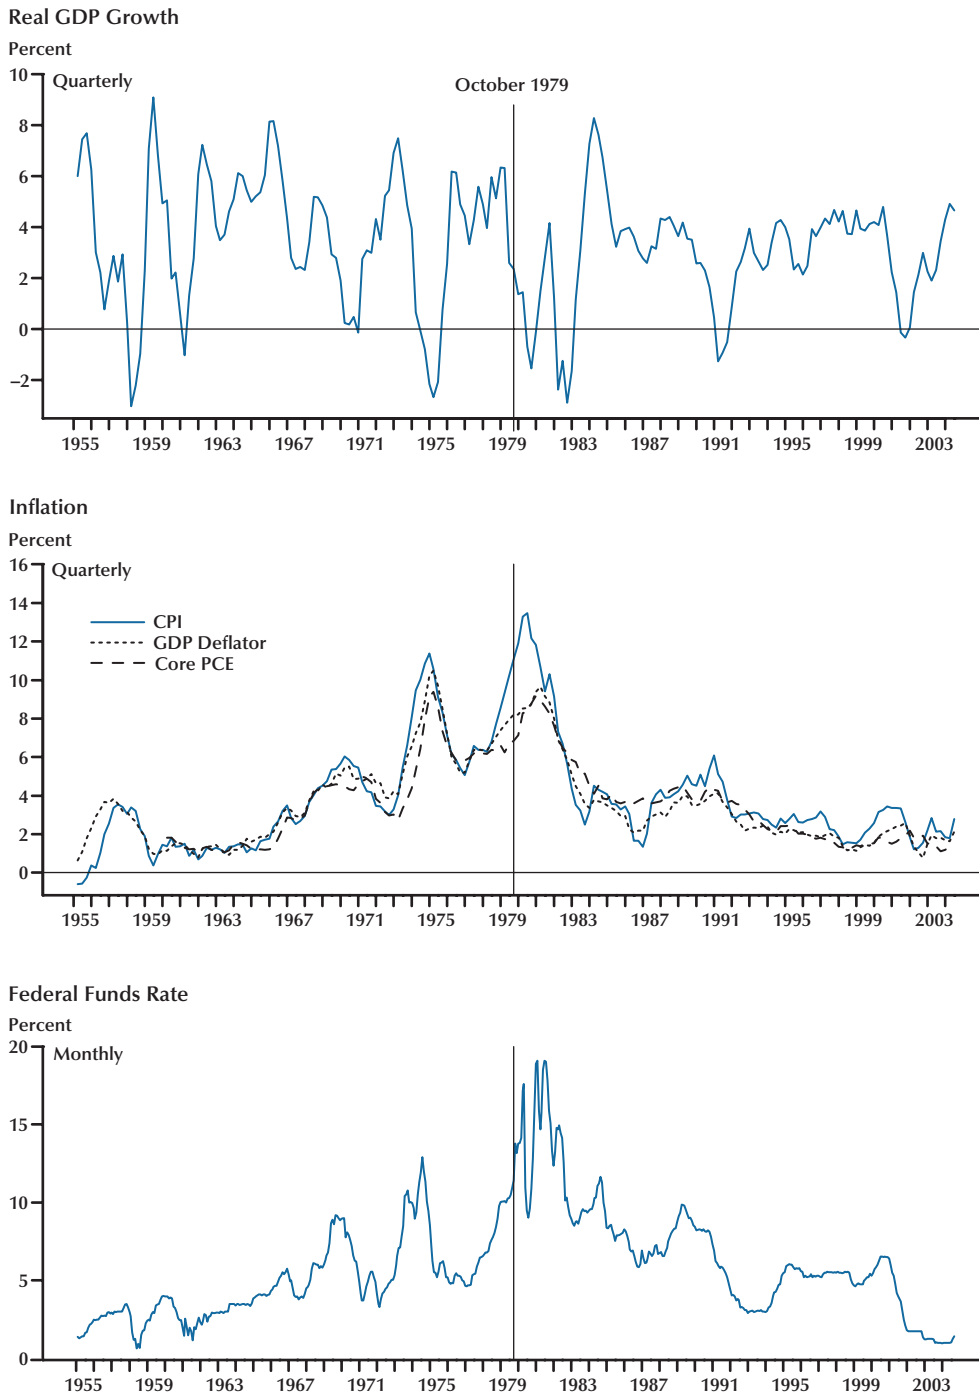 Real GDP Growth
Percent
10
Quarterly
October 1979
8
6
4
2
0
–2
1955 1959 1963 1967 1971 1975 1979 1983 1987 1991 1995 1999 2003
Inflation
Percent
16
Quarterly
14
CPI
12
GDP Deflator
Core PCE
10
8
6
4
2
0
1955 1959 1963 1967 1971 1975 1979 1983 1987 1991 1995 1999 2003
Federal Funds Rate
Percent
20
Monthly
15
10
5
0
1955 1959 1963 1967 1971 1975 1979 1983 1987 1991 1995 1999 2003